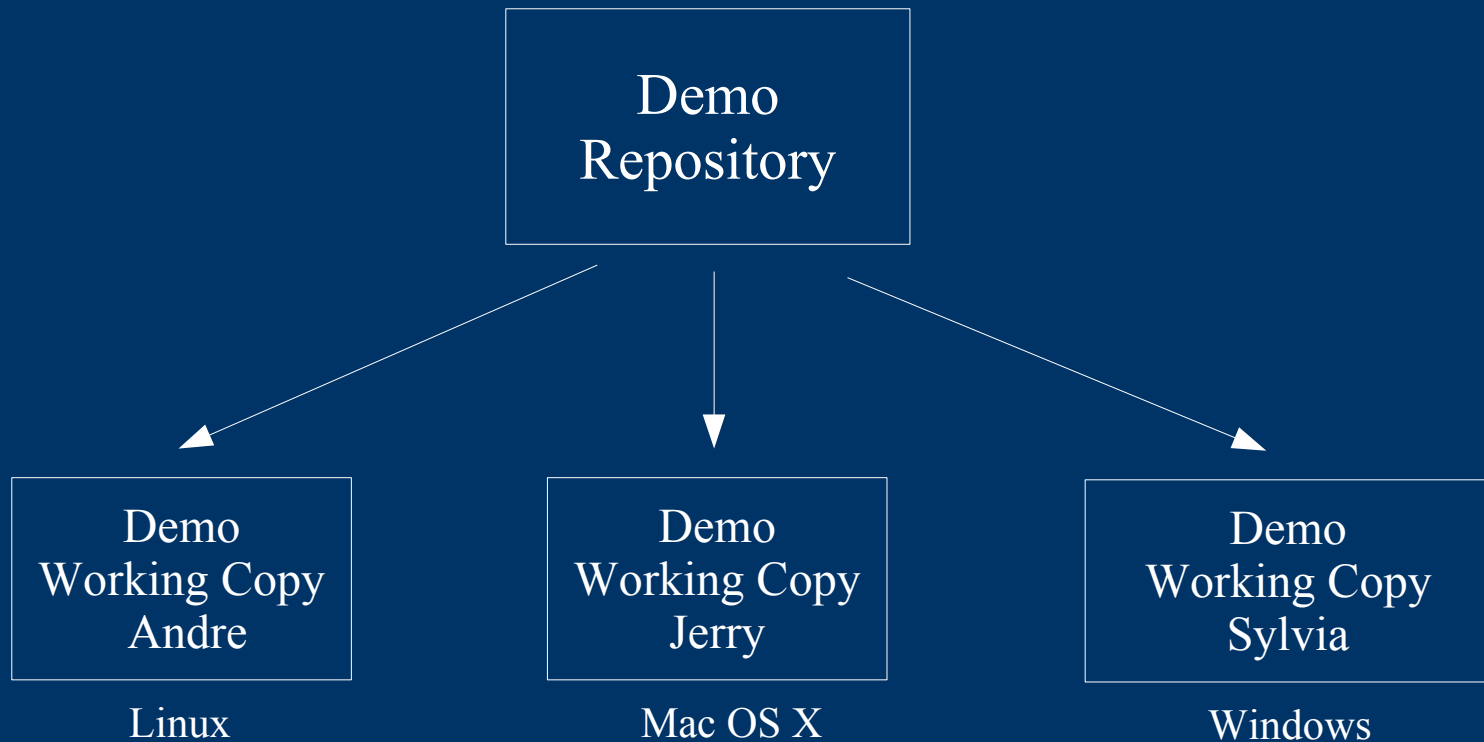 Demo
Repository
Demo
Working Copy
Andre
Demo
Working Copy
Jerry
Demo
Working Copy
Sylvia
Linux
Mac OS X
Windows